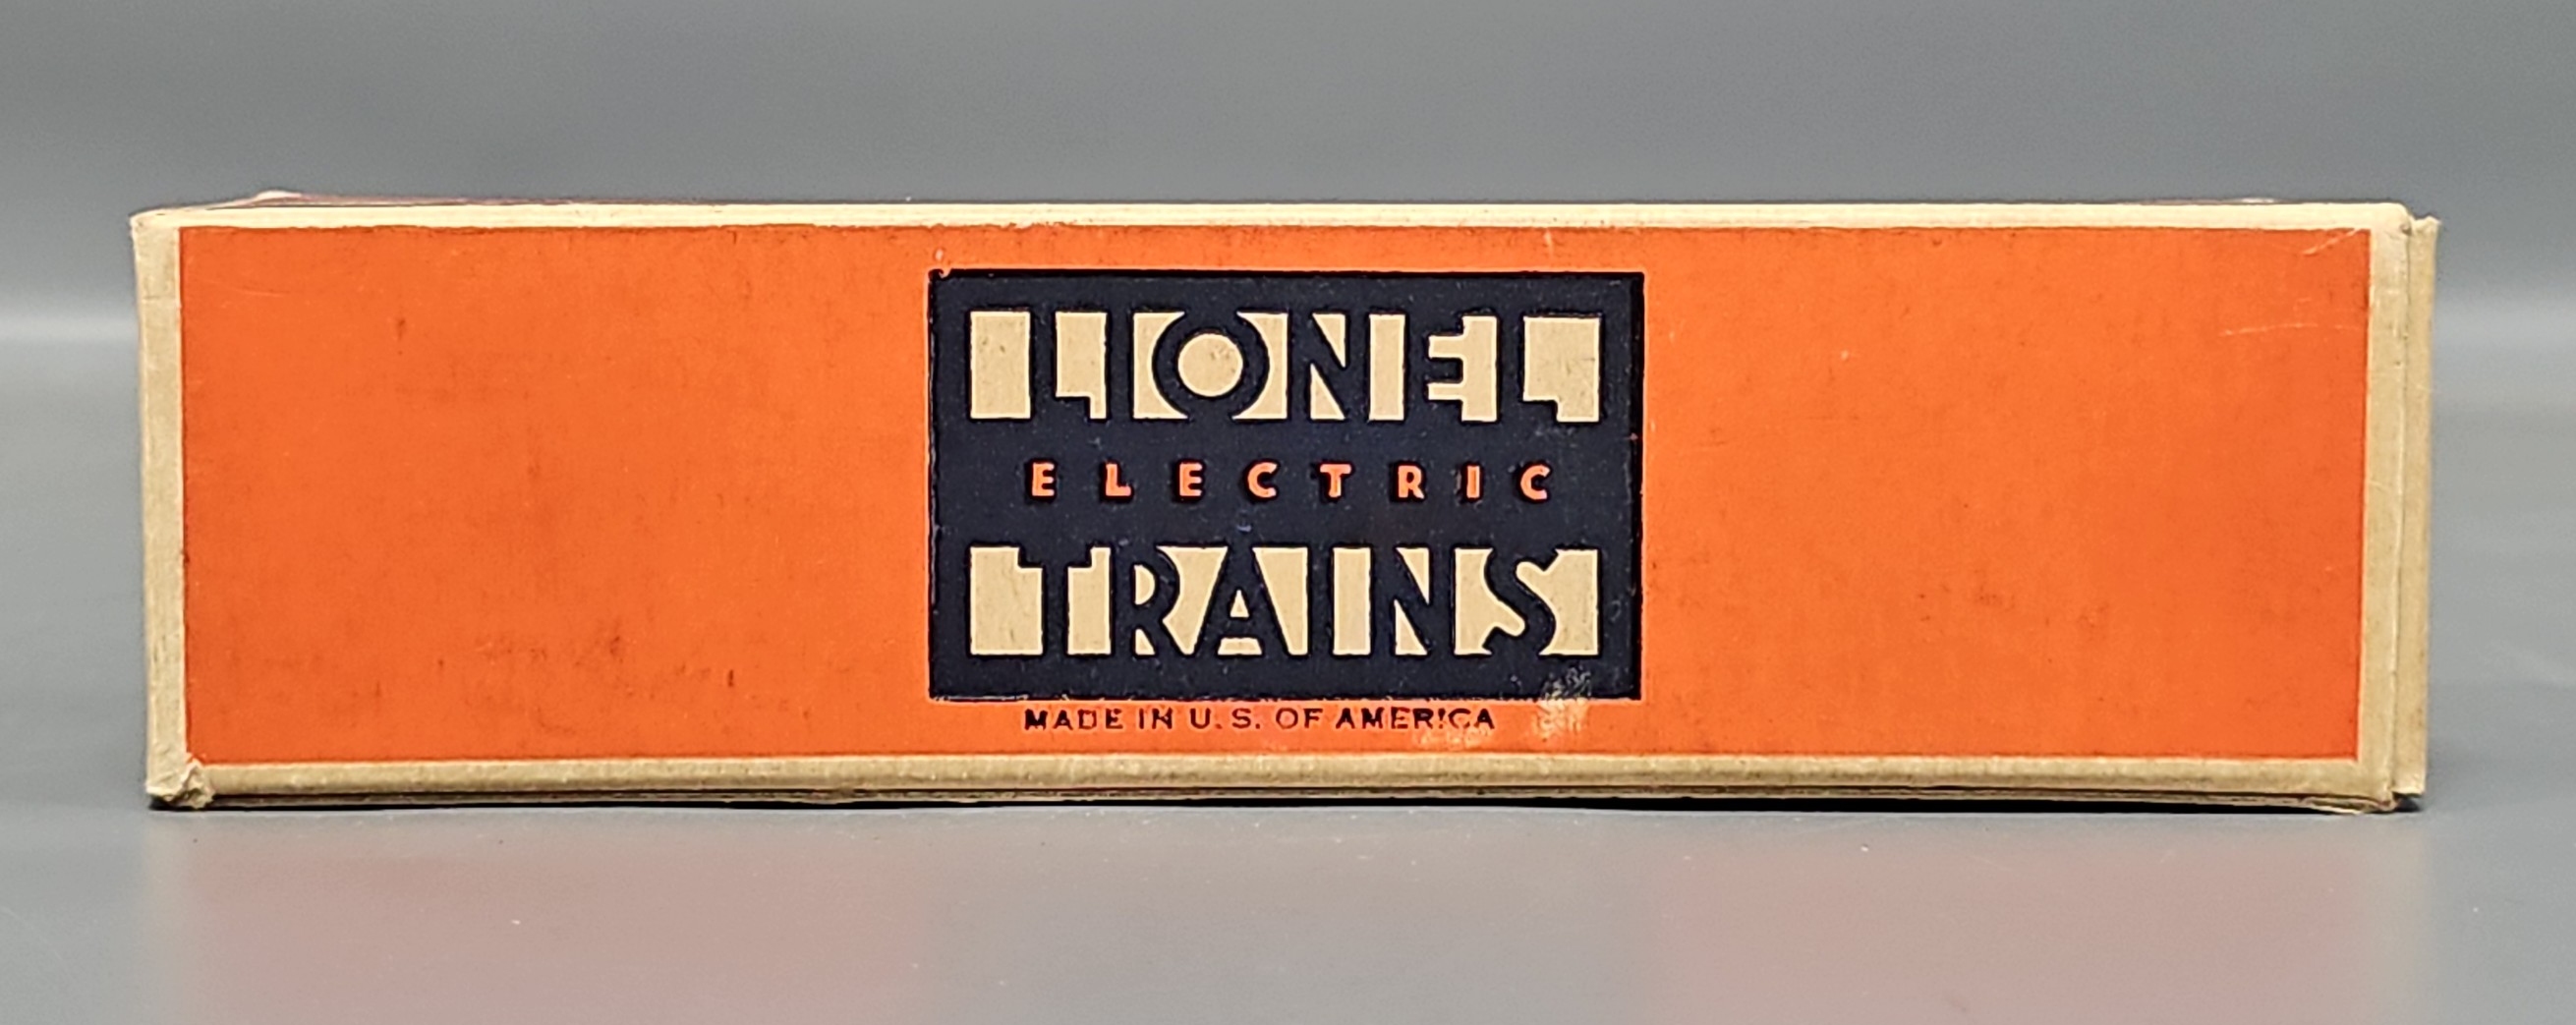 LIONEL
ELECTRIC
TRAINS
MADE IN U.S. OF AMERICA